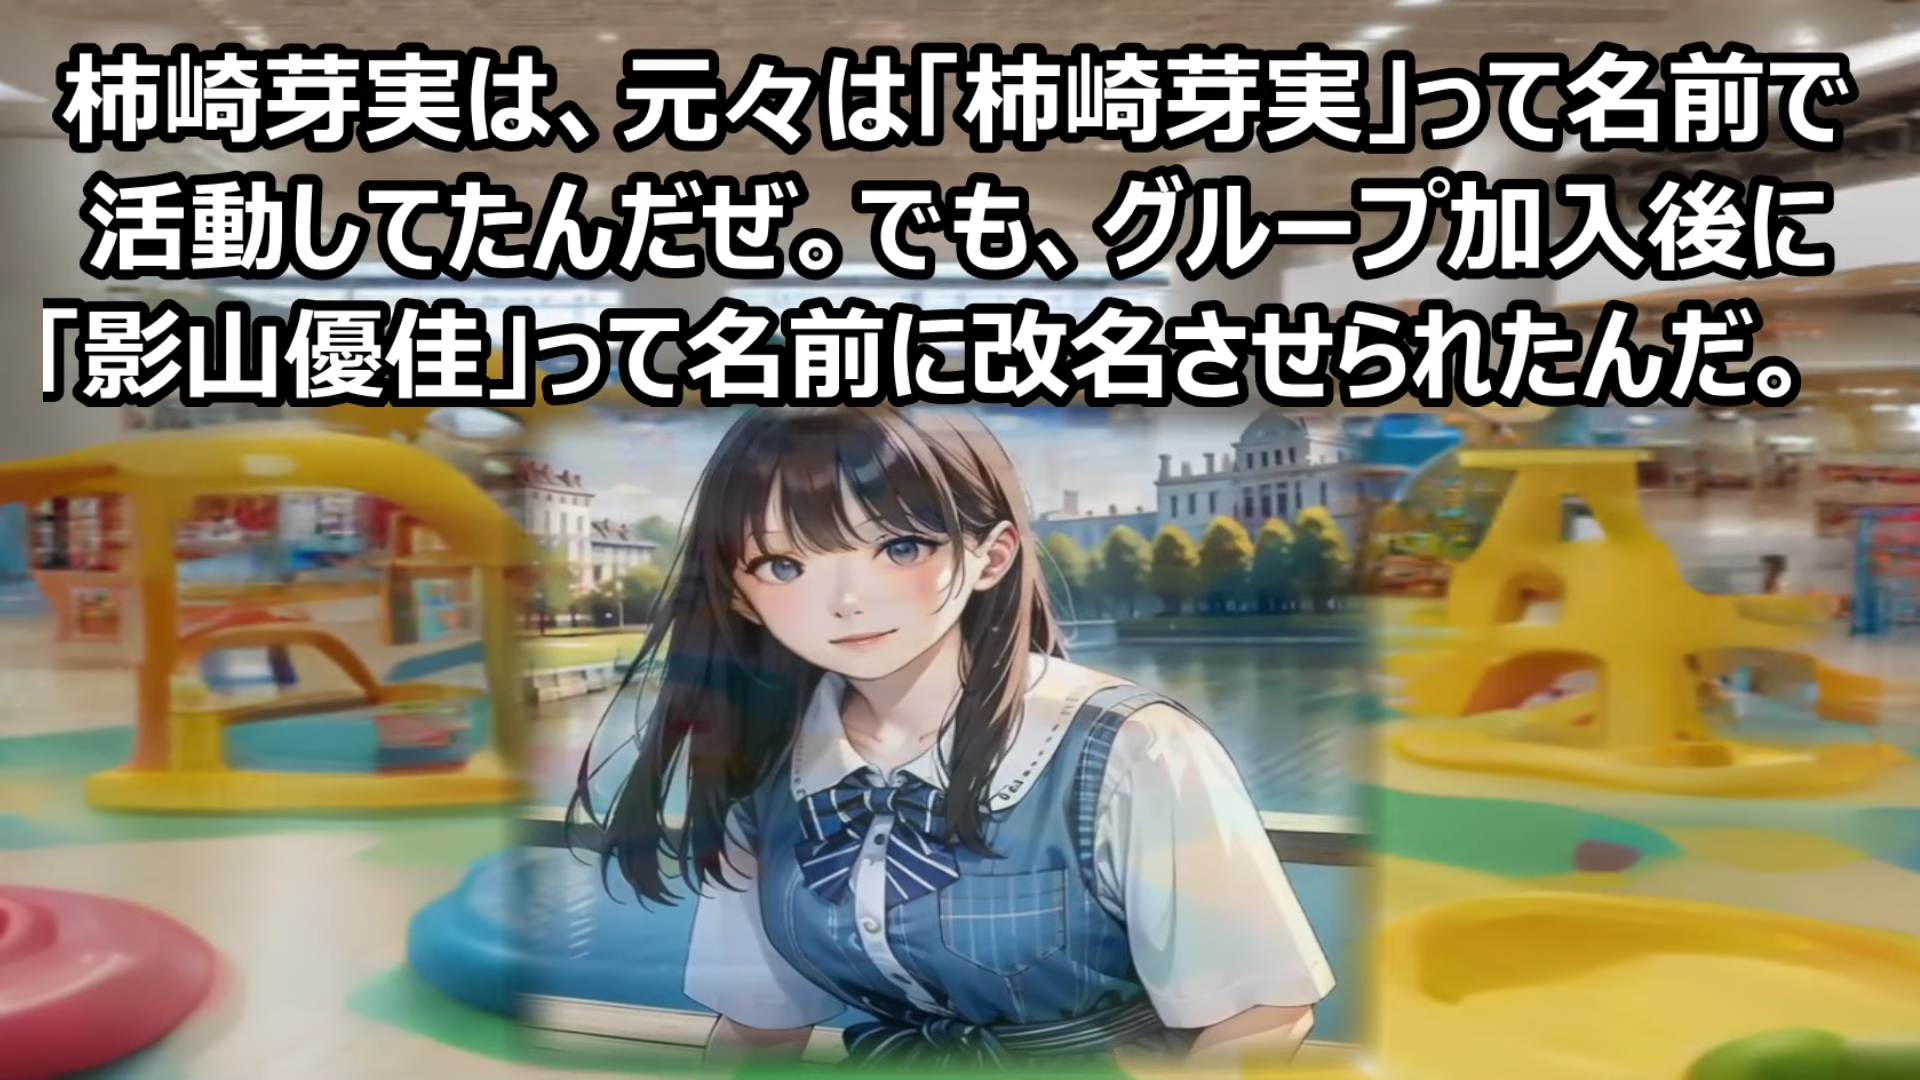 柿崎芽実は、元々は「柿崎芽実」って名前で
活動してたんだぜ。でも、グループ加入後に
「影山優佳」って名前に改名させられたんだ。